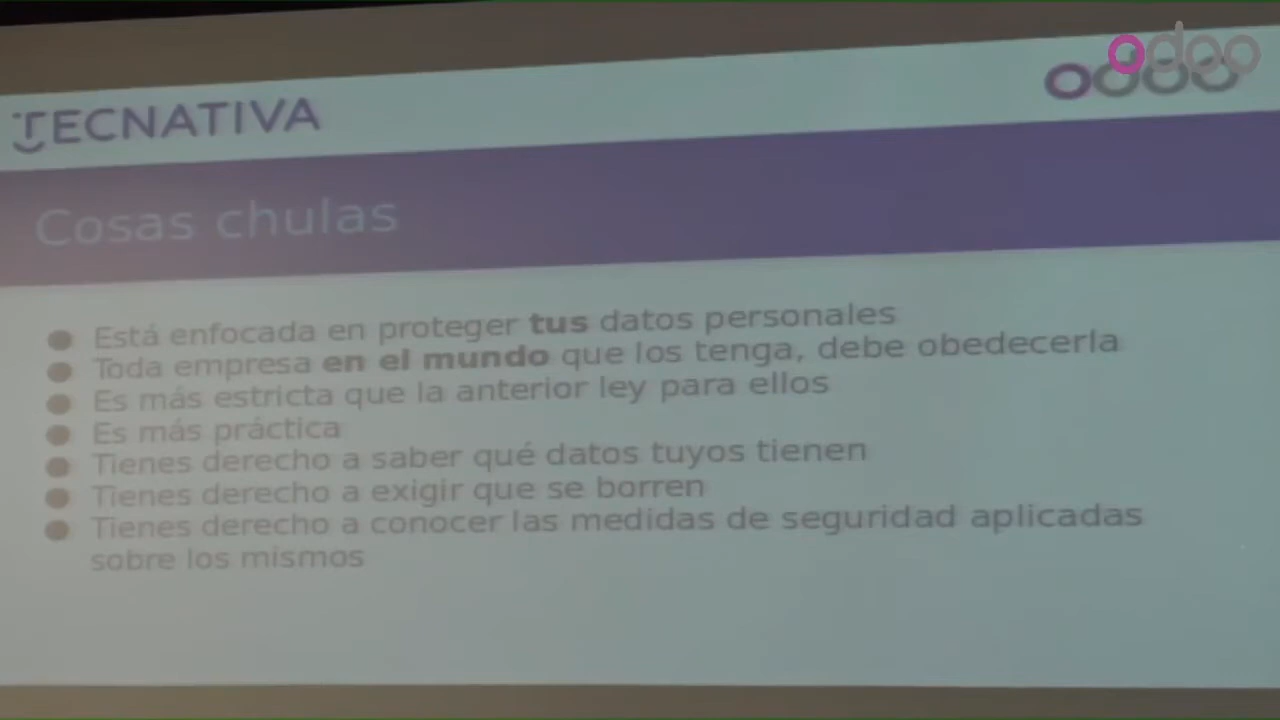 odoo
TECNATIVA
odoo
Cosas chulas
Está enfocada en proteger tus datos personales
Toda empresa en el mundo que los tenga, debe obedecerla
Es más estricta que la anterior ley para ellos
Es más práctica
Tienes derecho a saber qué datos tuyos tienen
Tienes derecho a exigir que se borren
Tienes derecho a conocer las medidas de seguridad aplicadas
sobre los mismos